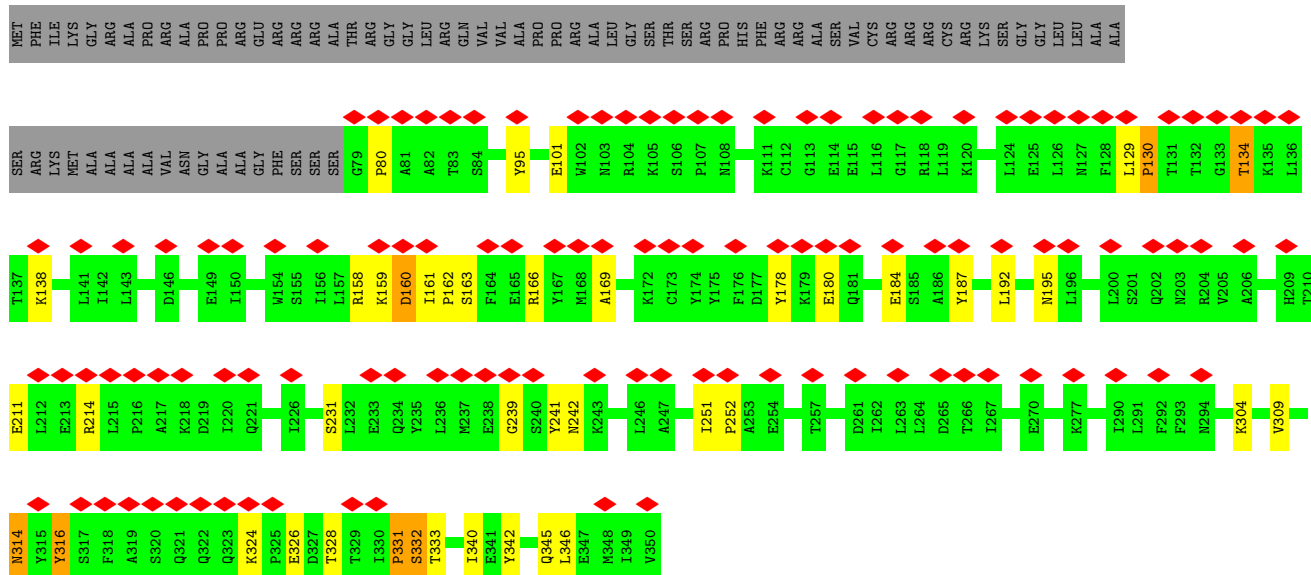 MET PHE ILE LYS GLY ARG ALA PRO ARG ALA PRO PRO ARG GLU ARG ARG ARG ALA THR ARG GLY GLY LEU ARG GLN VAL VAL ALA PRO PRO ARG ALA LEU GLY SER THR SER ARG PRO HIS PHE ARG ARG ALA SER VAL CYS ARG ARG ARG CYS ARG LYS SER GLY GLY LEU LEU ALA ALA
SER ARG LYS MET ALA ALA ALA ALA ALA VAL ASN GLY ALA ALA GLY PHE SER SER SER G79 P80 A81 A82 T83 S84 Y95 E101 W102 N103 R104 K105 S106 P107 N108 K111 C112 G113 E114 E115 L116 G117 R118 L119 K120 L124 E125 L126 N127 F128 L129 P130 T131 T132 G133 T134 K135 L136
T137 K138 L141 I142 L143 D146 E149 I150 W154 S155 I156 L157 R158 K159 D160 I161 P162 S163 F164 E165 R166 Y167 M168 A169 K172 C173 Y174 Y175 F176 D177 Y178 K179 E180 Q181 E184 S185 A186 Y187 L192 N195 L196 L200 S201 Q202 N203 R204 V205 A206 H209 T210
E211 L212 E213 R214 L215 P216 A217 K218 D219 I220 Q221 I226 S231 L232 E233 Q234 Y235 L236 M237 E238 G239 S240 Y241 N242 K243 L246 A247 I251 P252 A253 E254 T257 D261 I262 L263 L264 D265 T266 I267 E270 K277 I290 L291 F292 F293 N294 K304 V309
N314 Y315 Y316 S317 F318 A319 S320 Q321 Q322 Q323 K324 P325 E326 D327 T328 T329 I330 P331 S332 T333 I340 E341 Y342 Q345 L346 E347 M348 I349 V350